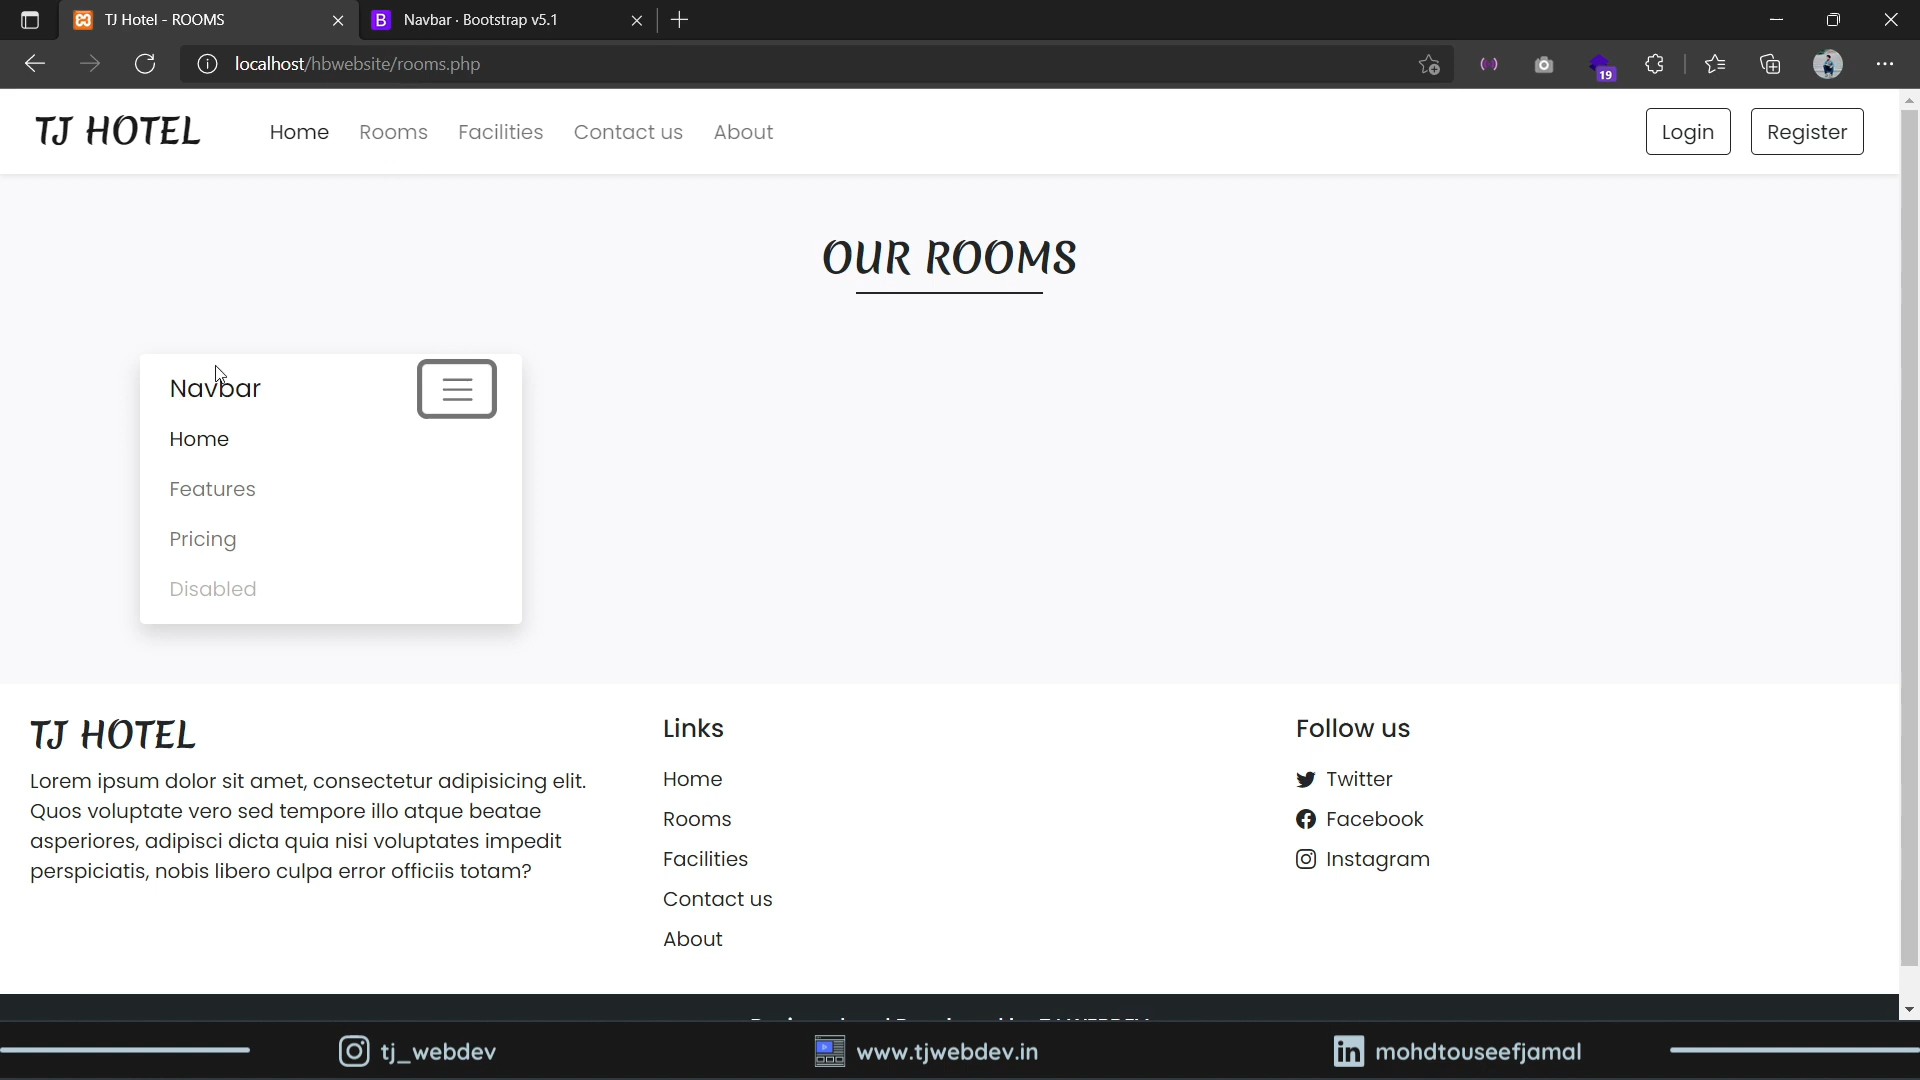 TJ Hotel - ROOMS
Navbar · Bootstrap v5.1
localhost/hbwebsite/rooms.php
19
TJ HOTEL
Home Rooms Facilities Contact us About
Login Register
OUR ROOMS
Navbar
Home
Features
Pricing
Disabled
TJ HOTEL
Lorem ipsum dolor sit amet, consectetur adipisicing elit.
Quos voluptate vero sed tempore illo atque beatae
asperiores, adipisci dicta quia nisi voluptates impedit
perspiciatis, nobis libero culpa error officiis totam?
Links
Home
Rooms
Facilities
Contact us
About
Follow us
Twitter
Facebook
Instagram
tj_webdev
www.tjwebdev.in
mohdtouseefjamal